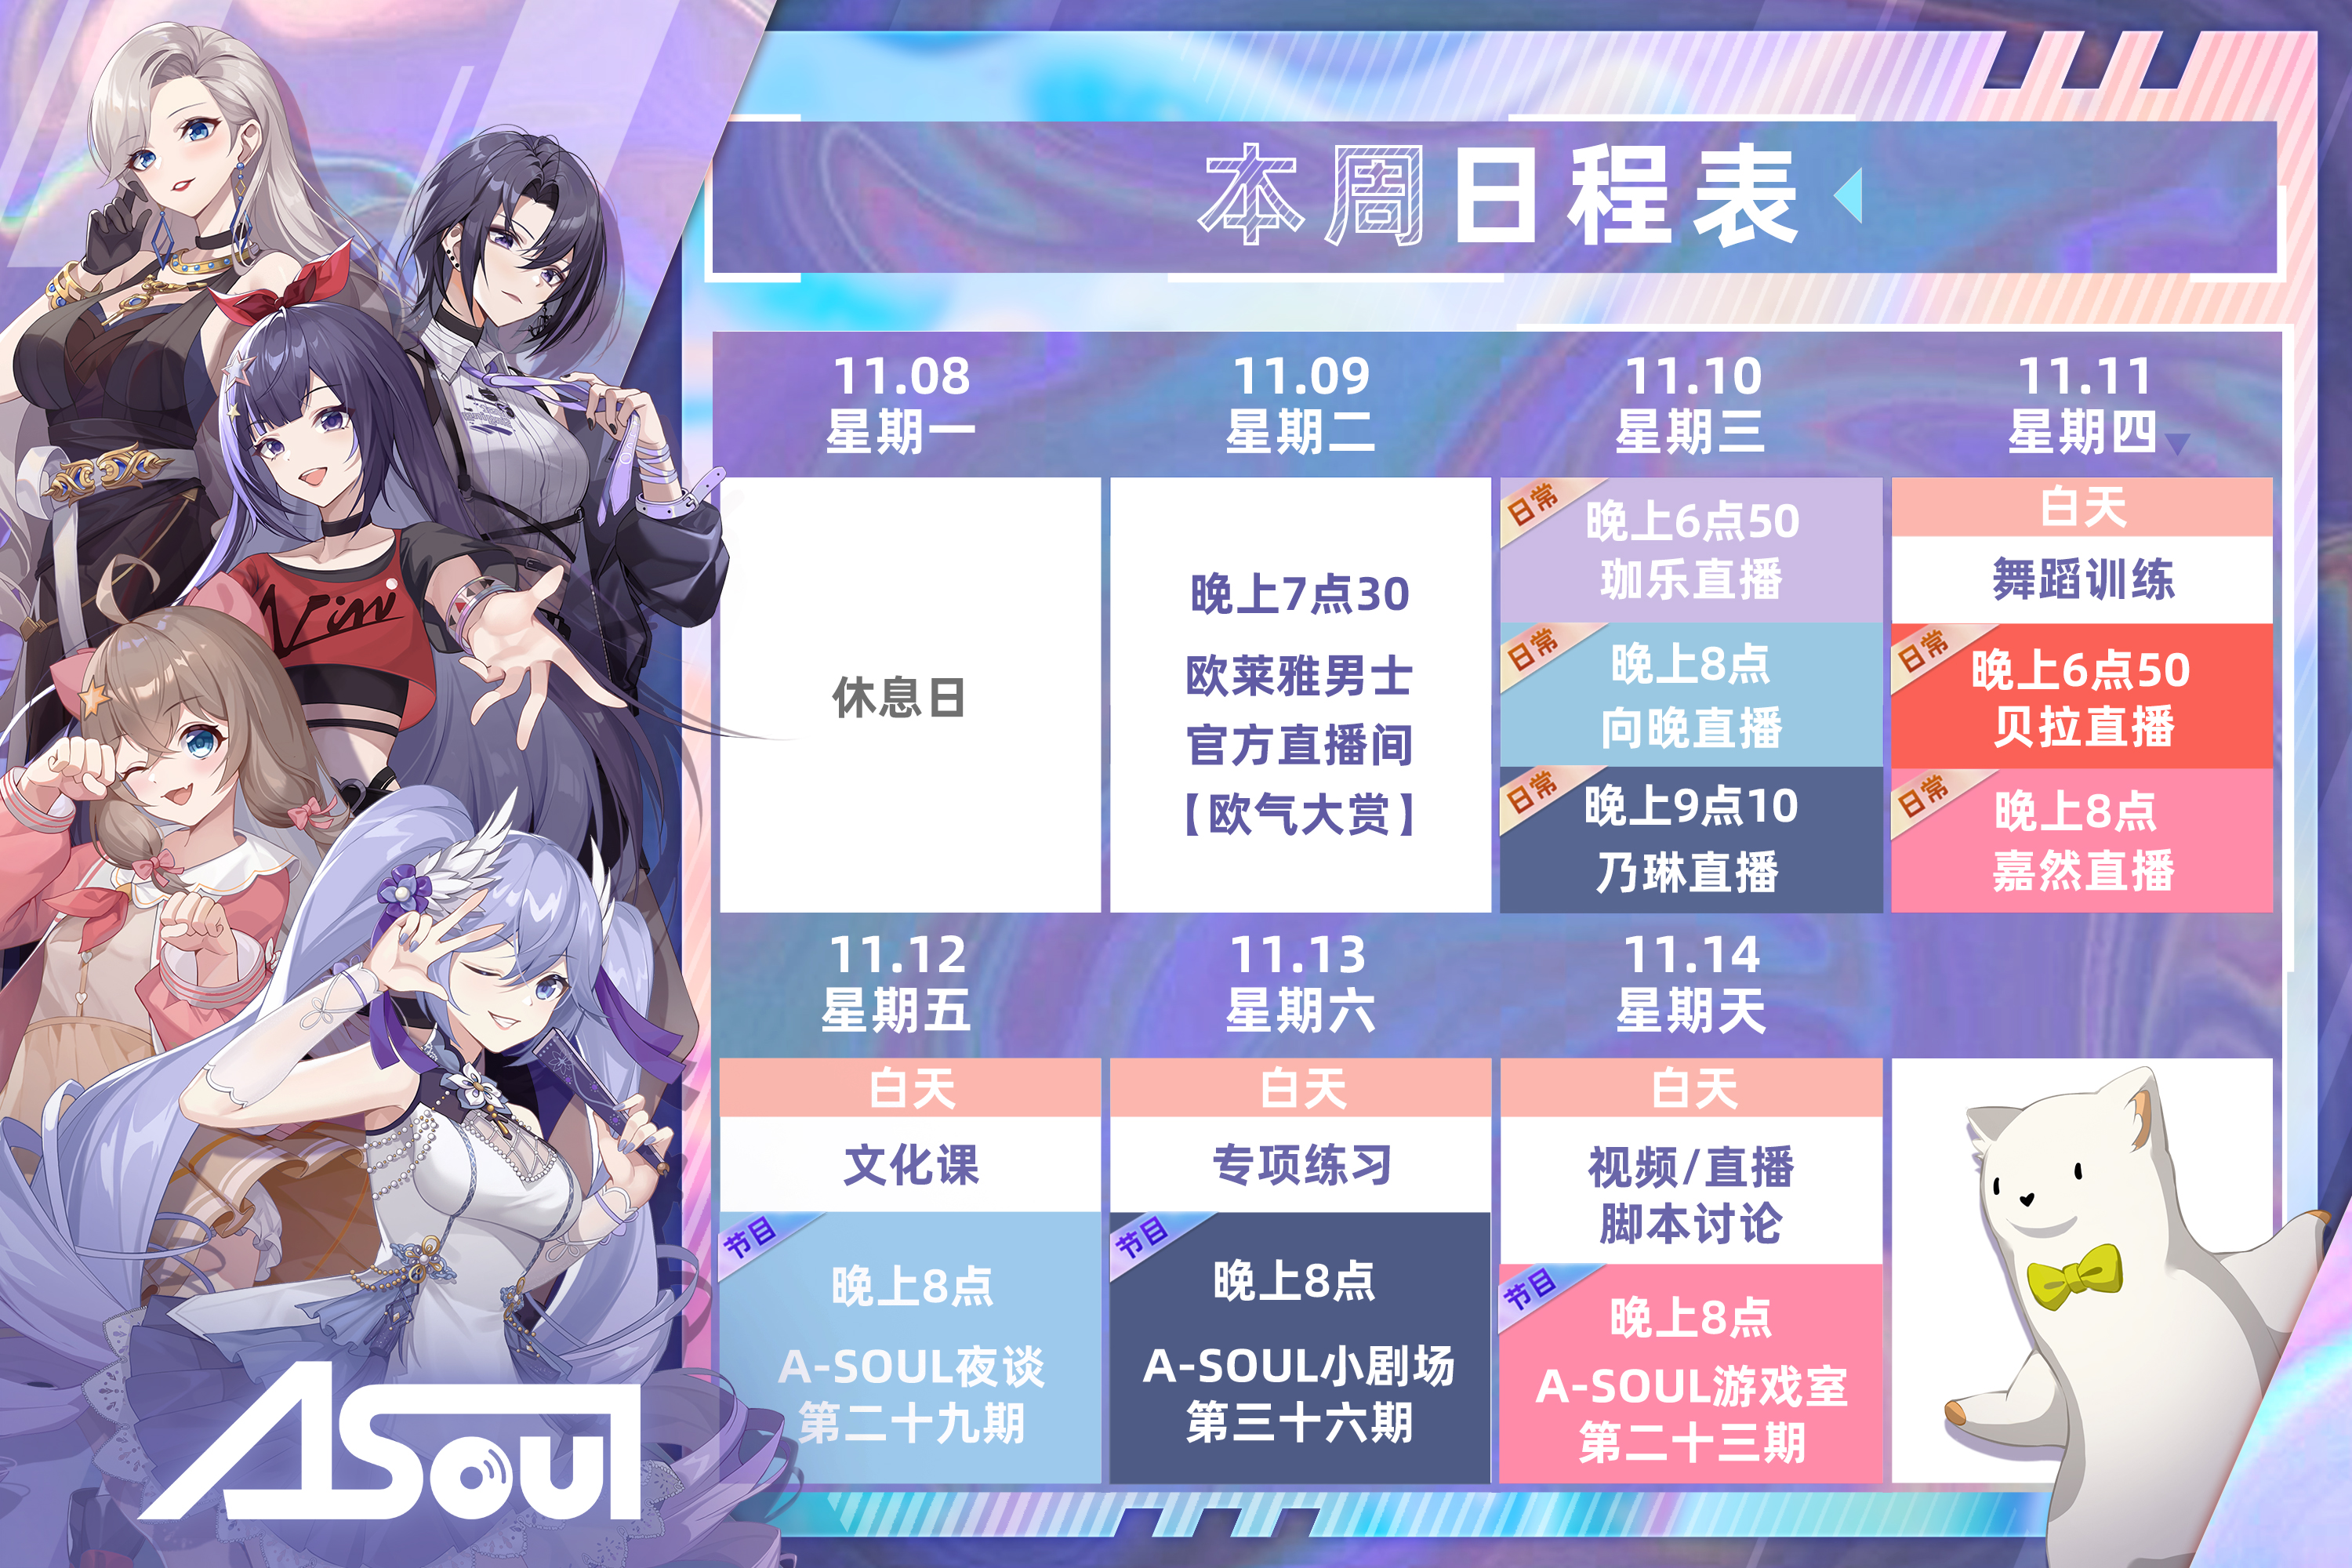 本周日程表
11.08
星期一
休息日
11.09
星期二
晚上7点30
欧莱雅男士
官方直播间
【欧气大赏】
11.10
星期三
日常
晚上6点50
珈乐直播
日常
晚上8点
向晚直播
日常
晚上9点10
乃琳直播
11.11
星期四
白天
舞蹈训练
日常
晚上6点50
贝拉直播
日常
晚上8点
嘉然直播
11.12
星期五
白天
文化课
节目
晚上8点
A-SOUL夜谈
第二十九期
11.13
星期六
白天
专项练习
节目
晚上8点
A-SOUL小剧场
第三十六期
11.14
星期天
白天
视频/直播
脚本讨论
节目
晚上8点
A-SOUL游戏室
第二十三期
ASoul